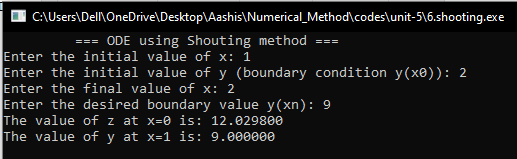 C:\Users\Dell\OneDrive\Desktop\Aashis\Numerical_Method\codes\unit-5\6.shooting.exe
=== ODE using Shouting method ===
Enter the initial value of x: 1
Enter the initial value of y (boundary condition y(x0)): 2
Enter the final value of x: 2
Enter the desired boundary value y(xn): 9
The value of z at x=0 is: 12.029800
The value of y at x=1 is: 9.000000